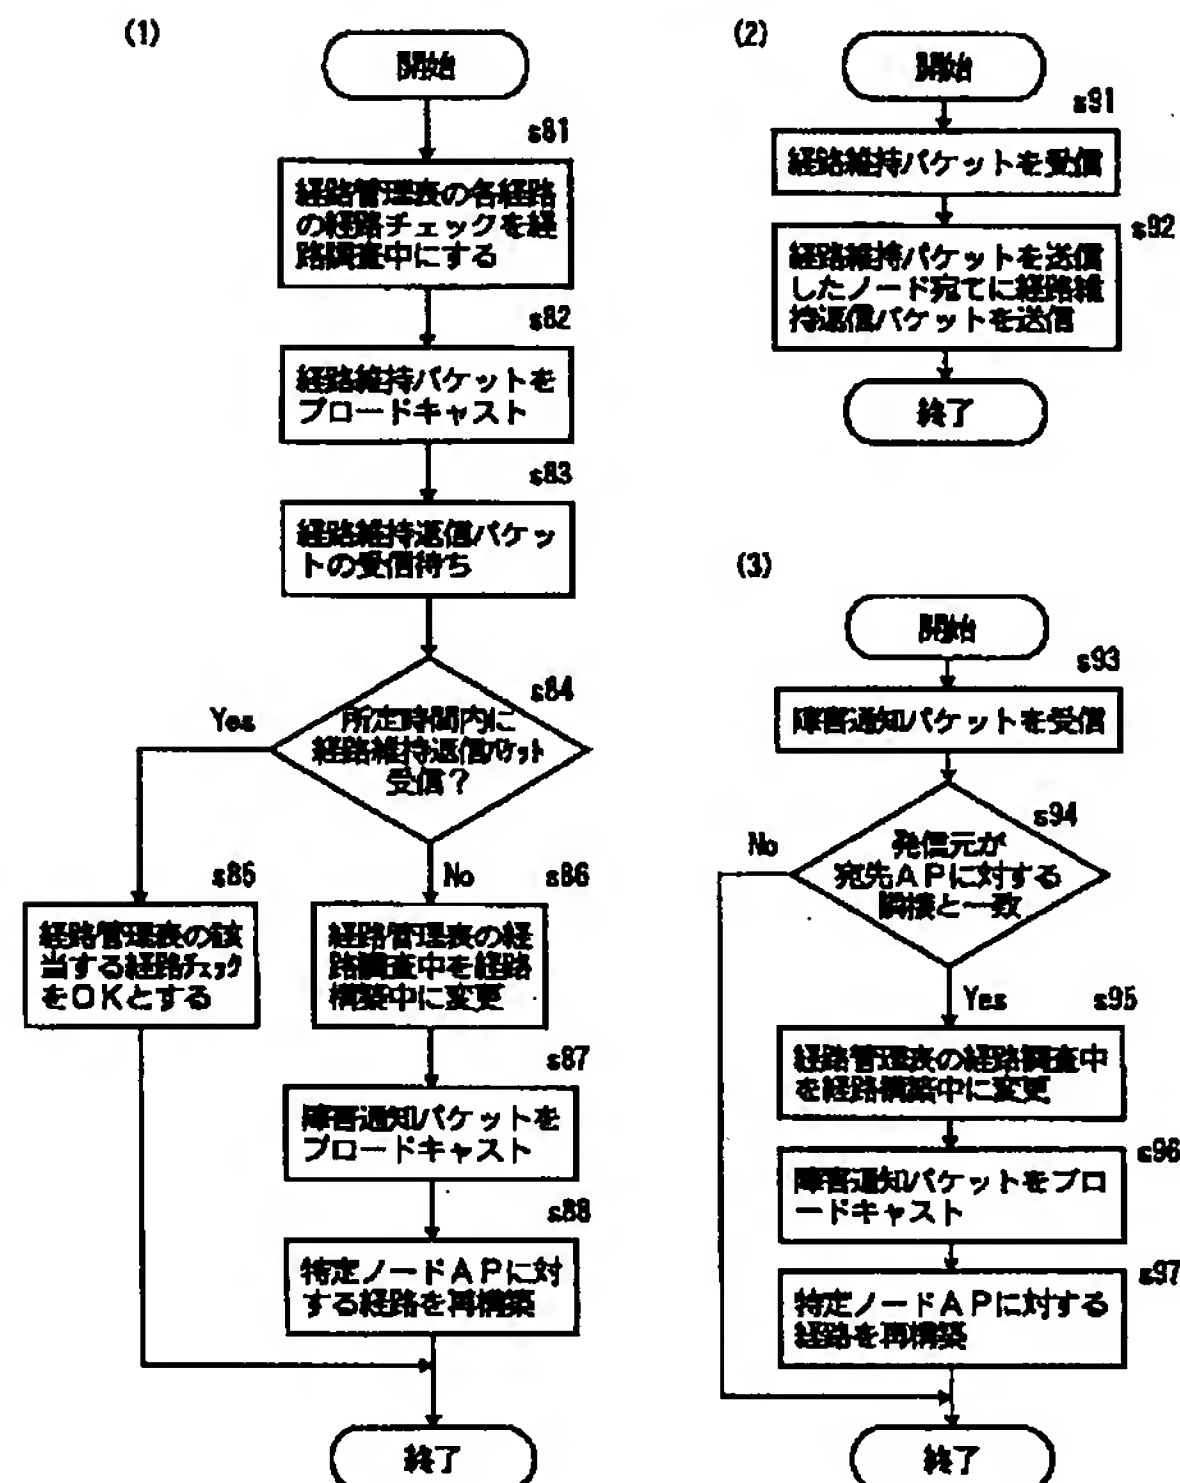 (1)
開始
s81
経路管理表の各経路
の経路チェックを経
路調査中にする
s82
経路維持パケットを
ブロードキャスト
s83
経路維持返信パケッ
トの受信待ち
s84
所定時間内に
経路維持返信パケット
受信?
Yes
No
s85
経路管理表の該
当する経路チェック
をOKとする
s86
経路管理表の経
路調査中を経路
構築中に変更
s87
障害通知パケットを
ブロードキャスト
s88
特定ノードAPに対
する経路を再構築
終了
(2)
開始
s91
経路維持パケットを受信
s92
経路維持パケットを送信
したノード宛てに経路維
持返信パケットを送信
終了
(3)
開始
s93
障害通知パケットを受信
s94
発信元が
宛先APに対する
隣接と一致
No
Yes
s95
経路管理表の経路調査中
を経路構築中に変更
s96
障害通知パケットをブロ
ードキャスト
s97
特定ノードAPに対する
経路を再構築
終了